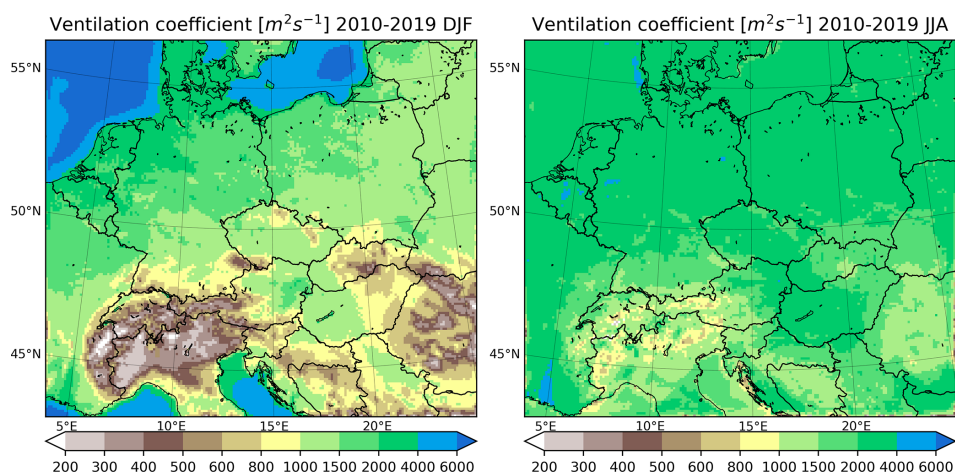 Ventilation coefficient [m²s⁻¹] 2010-2019 DJF
55°N
50°N
45°N
5°E 10°E 15°E 20°E
200 300 400 500 600 800 1000 1500 2000 4000 6000
Ventilation coefficient [m²s⁻¹] 2010-2019 JJA
55°N
50°N
45°N
5°E 10°E 15°E 20°E
200 300 400 500 600 800 1000 1500 2000 4000 6000